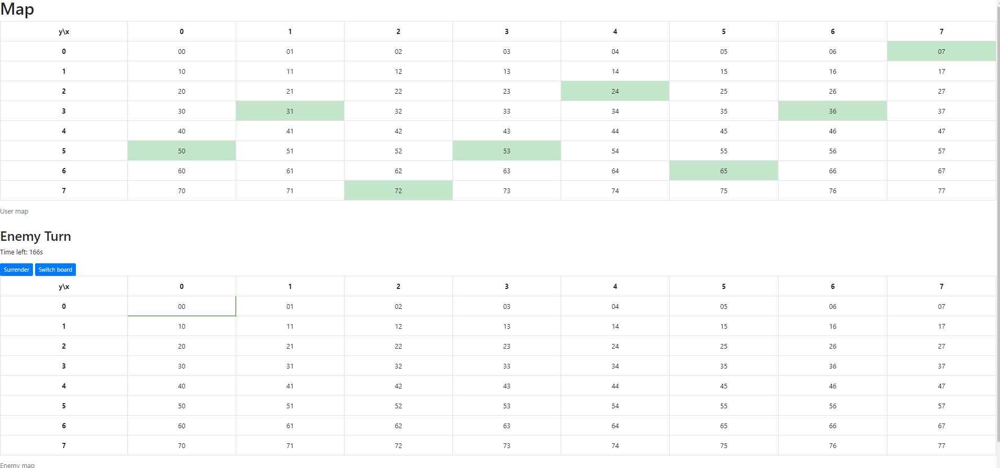 Map
y\x 0 1 2 3 4 5 6 7
0 00 01 02 03 04 05 06 07
1 10 11 12 13 14 15 16 17
2 20 21 22 23 24 25 26 27
3 30 31 32 33 34 35 36 37
4 40 41 42 43 44 45 46 47
5 50 51 52 53 54 55 56 57
6 60 61 62 63 64 65 66 67
7 70 71 72 73 74 75 76 77
User map
Enemy Turn
Time left: 166s
Surrender Switch board
y\x 0 1 2 3 4 5 6 7
0 00 01 02 03 04 05 06 07
1 10 11 12 13 14 15 16 17
2 20 21 22 23 24 25 26 27
3 30 31 32 33 34 35 36 37
4 40 41 42 43 44 45 46 47
5 50 51 52 53 54 55 56 57
6 60 61 62 63 64 65 66 67
7 70 71 72 73 74 75 76 77
Enemy map